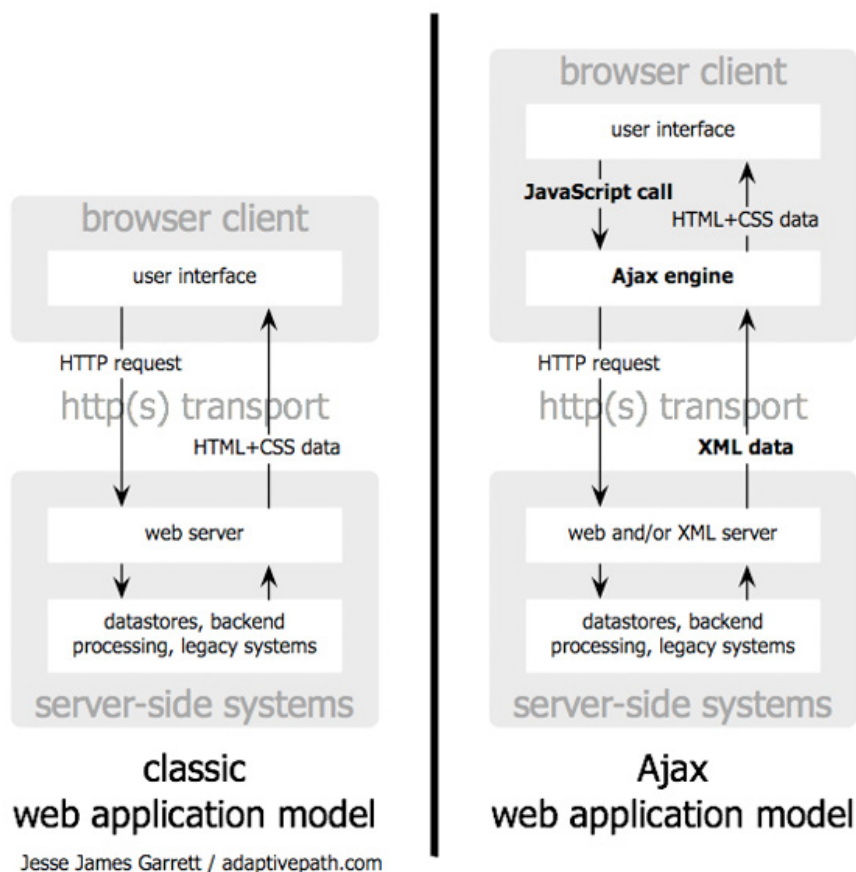 browser client
user interface
HTTP request
http(s) transport
HTML+CSS data
web server
datastores, backend
processing, legacy systems
server-side systems
classic
web application model
Jesse James Garrett / adaptivepath.com
browser client
user interface
JavaScript call
HTML+CSS data
Ajax engine
HTTP request
http(s) transport
XML data
web and/or XML server
datastores, backend
processing, legacy systems
server-side systems
Ajax
web application model